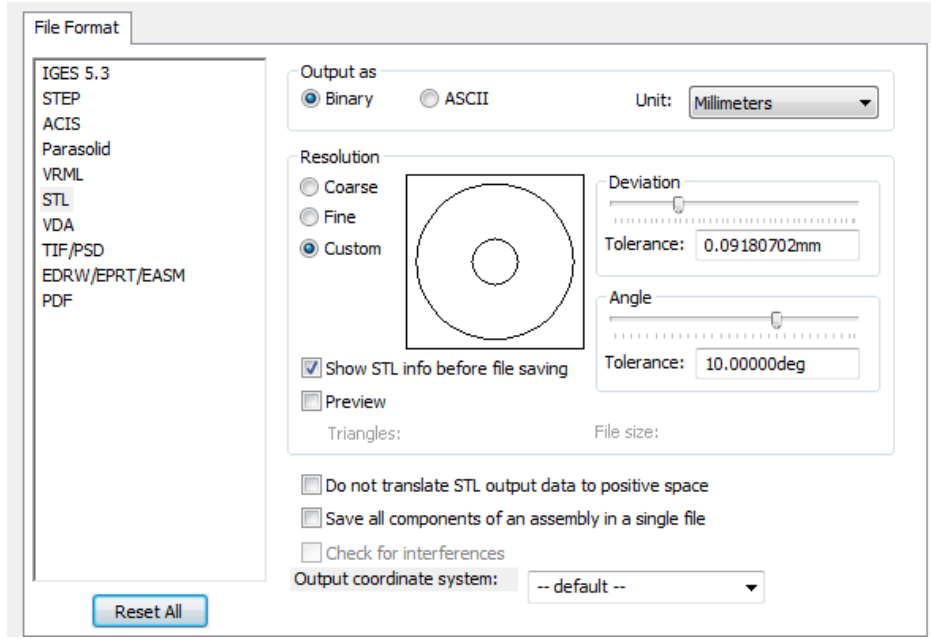 File Format
IGES 5.3
STEP
ACIS
Parasolid
VRML
STL
VDA
TIF/PSD
EDRW/EPRT/EASM
PDF
Reset All
Output as
Binary
ASCII
Unit:
Millimeters
Resolution
Coarse
Fine
Custom
Deviation
Tolerance:
0.09180702mm
Angle
Tolerance:
10.00000deg
Show STL info before file saving
Preview
Triangles:
File size:
Do not translate STL output data to positive space
Save all components of an assembly in a single file
Check for interferences
Output coordinate system:
-- default --